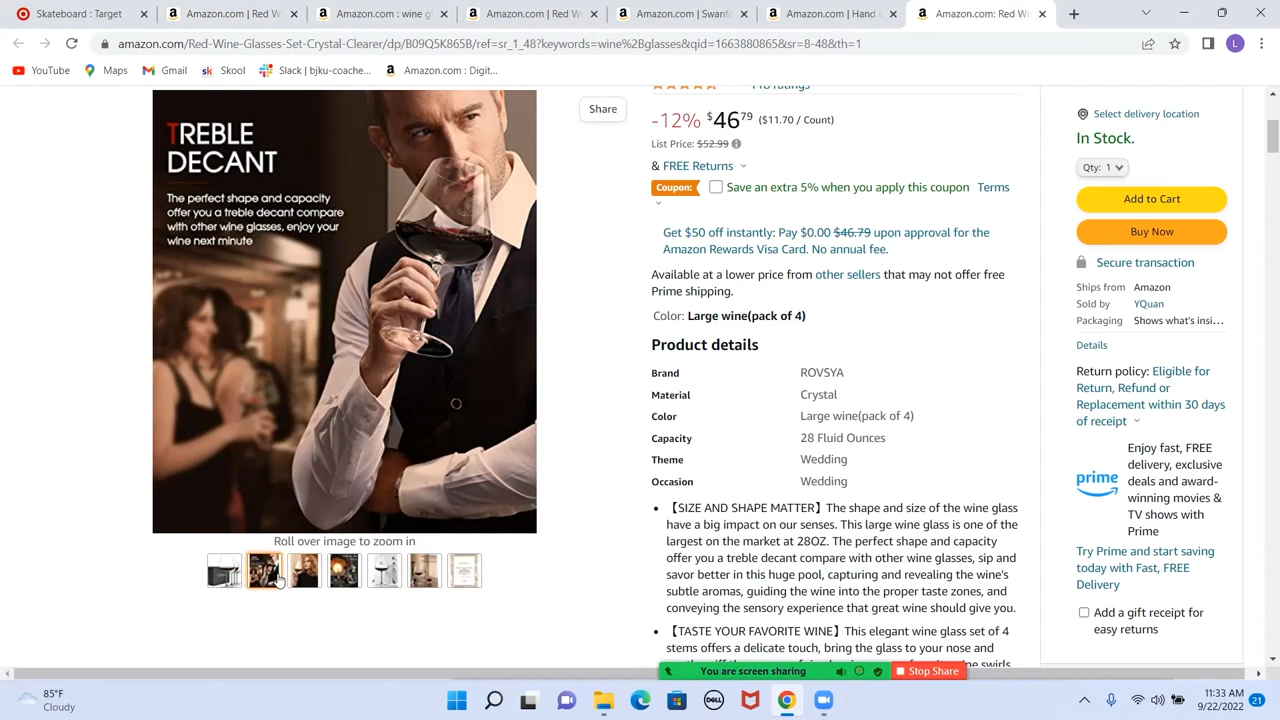 Skateboard : Target
Amazon.com : Red Wi
Amazon.com : wine g
Amazon.com : Red Wi
Amazon.com : Swanfo
Amazon.com : Hand s
Amazon.com : Red Wi
amazon.com/Red-Wine-Glasses-Set-Crystal-Clearer/dp/B09Q5K865B/ref=sr_1_48?keywords=wine%2Bglasses&qid=1663880865&sr=8-48&th=1
L
YouTube
Maps
Gmail
Skool
Slack | bjku-coache...
Amazon.com : Digit...
TREBLE
DECANT
The perfect shape and capacity
offer you a treble decant compare
with other wine glasses, enjoy your
wine next minute
Roll over image to zoom in
Share
ratings
-12% $46 79 ($11.70 / Count)
List Price: $52.99
& FREE Returns
Coupon: Save an extra 5% when you apply this coupon Terms
Get $50 off instantly: Pay $0.00 $46.79 upon approval for the
Amazon Rewards Visa Card. No annual fee.
Available at a lower price from other sellers that may not offer free
Prime shipping.
Color: Large wine(pack of 4)
Product details
Brand ROVSYA
Material Crystal
Color Large wine(pack of 4)
Capacity 28 Fluid Ounces
Theme Wedding
Occasion Wedding
• 【SIZE AND SHAPE MATTER】The shape and size of the wine glass
have a big impact on our senses. This large wine glass is one of the
largest on the market at 28OZ. The perfect shape and capacity
offer you a treble decant compare with other wine glasses, sip and
savor better in this huge pool, capturing and revealing the wine's
subtle aromas, guiding the wine into the proper taste zones, and
conveying the sensory experience that great wine should give you.
• 【TASTE YOUR FAVORITE WINE】This elegant wine glass set of 4
stems offers a delicate touch, bring the glass to your nose and
Select delivery location
In Stock.
Qty: 1
Add to Cart
Buy Now
Secure transaction
Ships from Amazon
Sold by YQuan
Packaging Shows what's insi...
Details
Return policy: Eligible for
Return, Refund or
Replacement within 30 days
of receipt
prime
Enjoy fast, FREE
delivery, exclusive
deals and award-
winning movies &
TV shows with
Prime
Try Prime and start saving
today with Fast, FREE
Delivery
Add a gift receipt for
easy returns
You are screen sharing
Stop Share
85°F
Cloudy
DELL
11:33 AM
9/22/2022
21